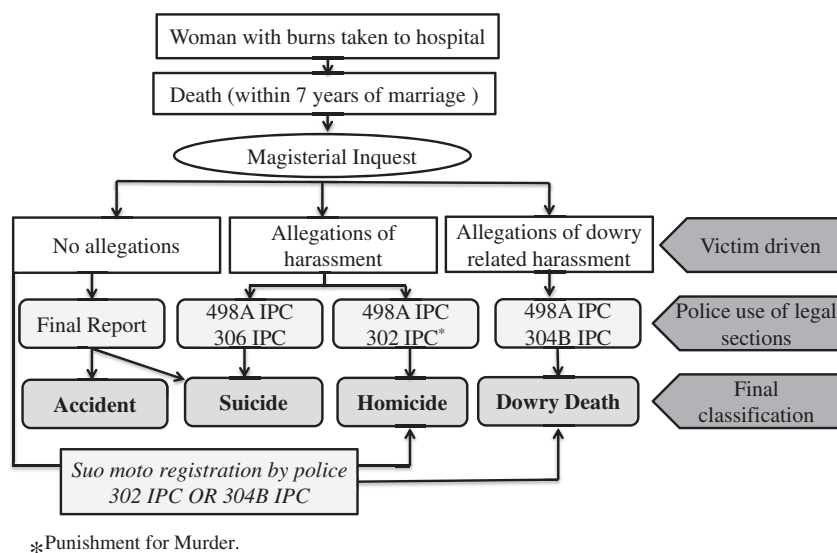 Woman with burns taken to hospital
Death (within 7 years of marriage )
Magisterial Inquest
No allegations
Allegations of
harassment
Allegations of dowry
related harassment
Victim driven
Final Report
498A IPC
306 IPC
498A IPC
302 IPC*
498A IPC
304B IPC
Police use of legal
sections
Accident
Suicide
Homicide
Dowry Death
Final
classification
Suo moto registration by police
302 IPC OR 304B IPC
*Punishment for Murder.